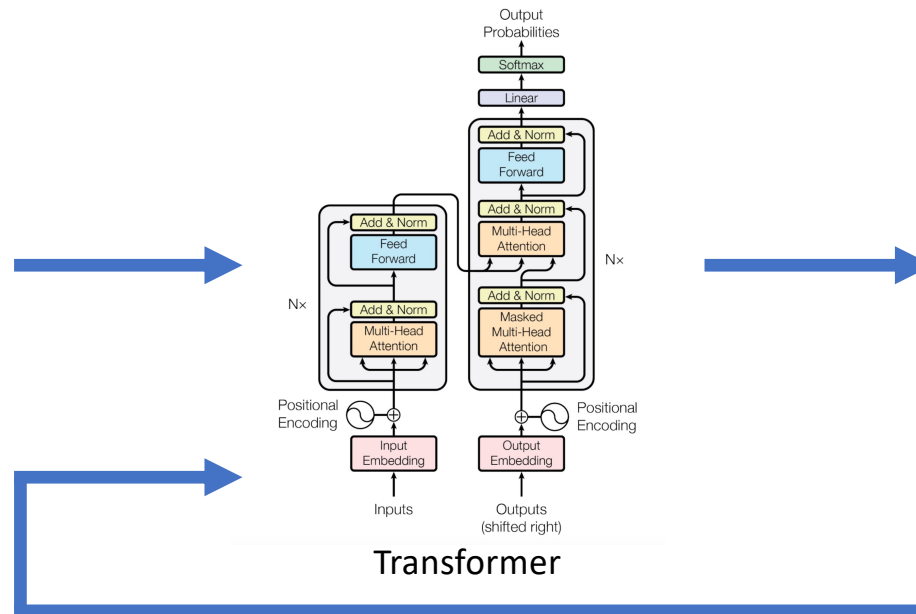 Output
Probabilities
Softmax
Linear
Add & Norm
Feed
Forward
Add & Norm
Multi-Head
Attention
Add & Norm
Masked
Multi-Head
Attention
N×
Add & Norm
Feed
Forward
Add & Norm
Multi-Head
Attention
N×
Positional
Encoding
Positional
Encoding
Input
Embedding
Output
Embedding
Inputs
Outputs
(shifted right)
Transformer